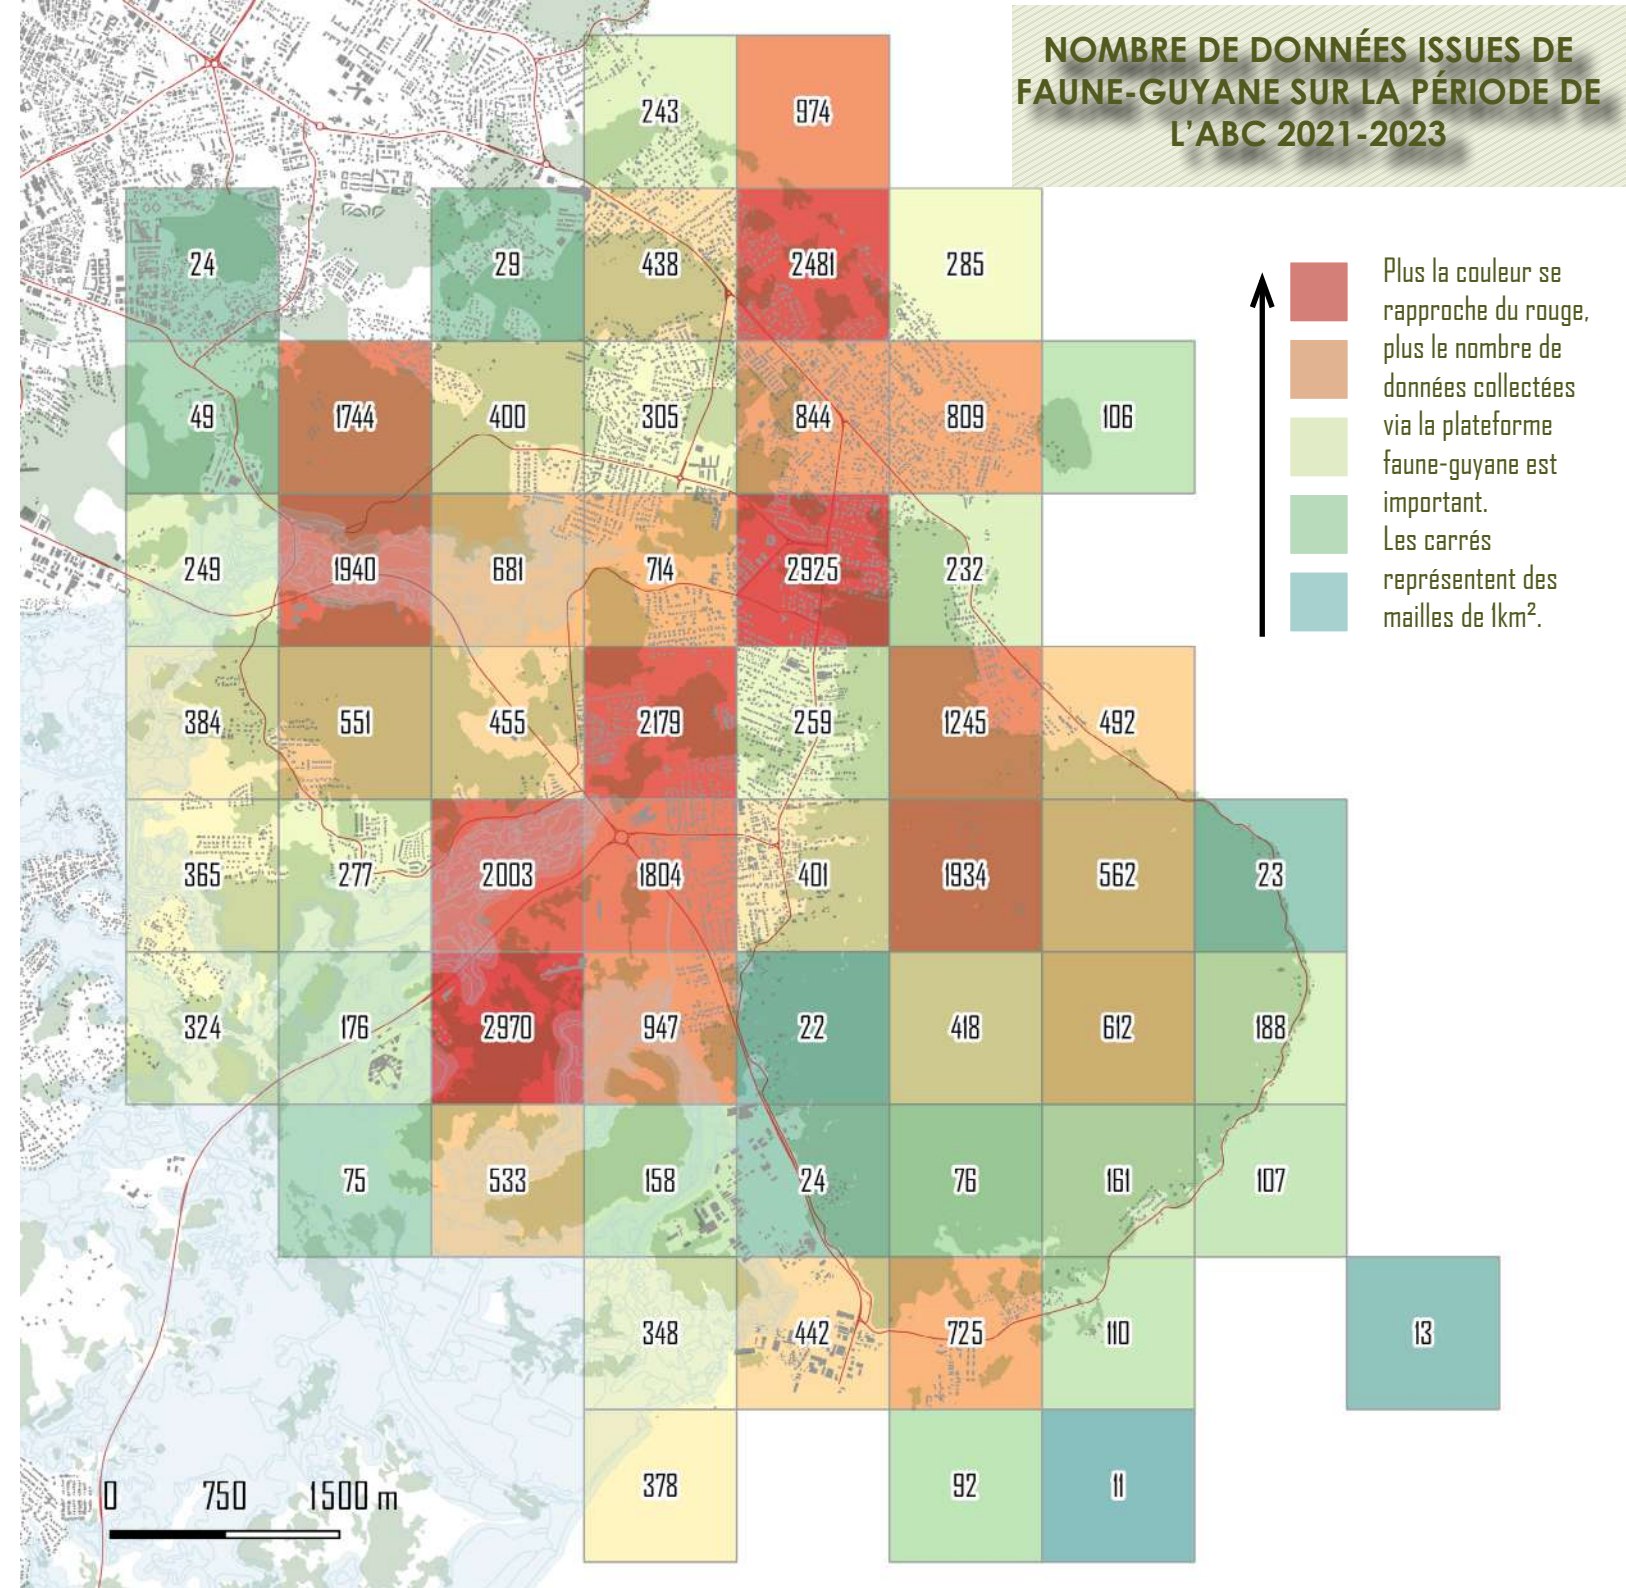 NOMBRE DE DONNÉES ISSUES DE
FAUNE-GUYANE SUR LA PÉRIODE DE
L'ABC 2021-2023
243 974
24 29 438 2481 285
49 1744 400 305 844 809 106
249 1940 681 714 2925 232
384 551 455 2179 259 1245 492
365 277 2003 1804 401 1934 562 23
324 176 2970 947 22 418 612 188
75 533 158 24 76 161 107
348 442 725 110 13
378 92 11
Plus la couleur se
rapproche du rouge,
plus le nombre de
données collectées
via la plateforme
faune-guyane est
important.
Les carrés
représentent des
mailles de 1km².
0 750 1500 m